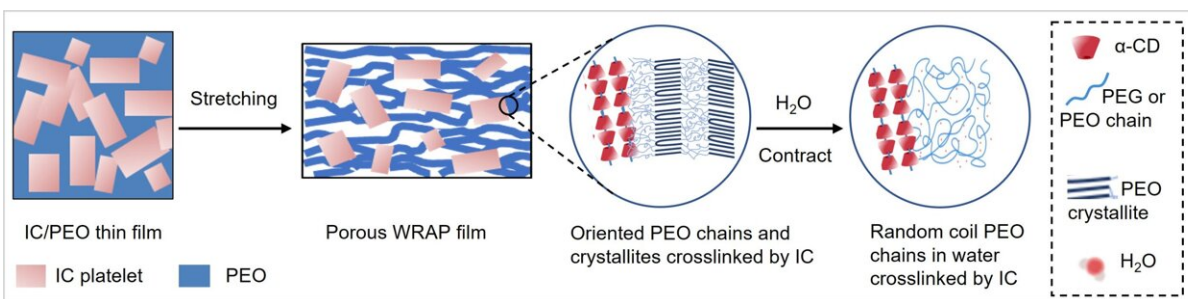 Stretching
H₂O
Contract
IC/PEO thin film
Porous WRAP film
Oriented PEO chains and
crystallites crosslinked by IC
Random coil PEO
chains in water
crosslinked by IC
IC platelet
PEO
α-CD
PEG or
PEO chain
PEO
crystallite
H₂O